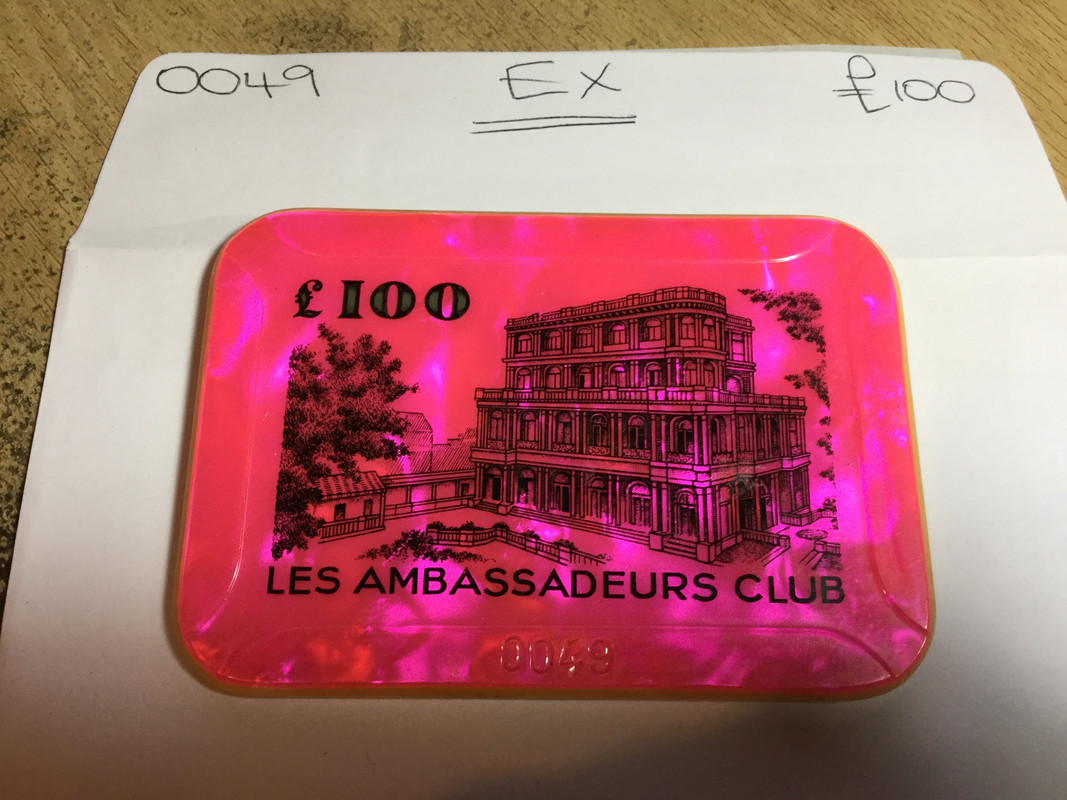 0049 EX £100
£100
LES AMBASSADEURS CLUB
0049